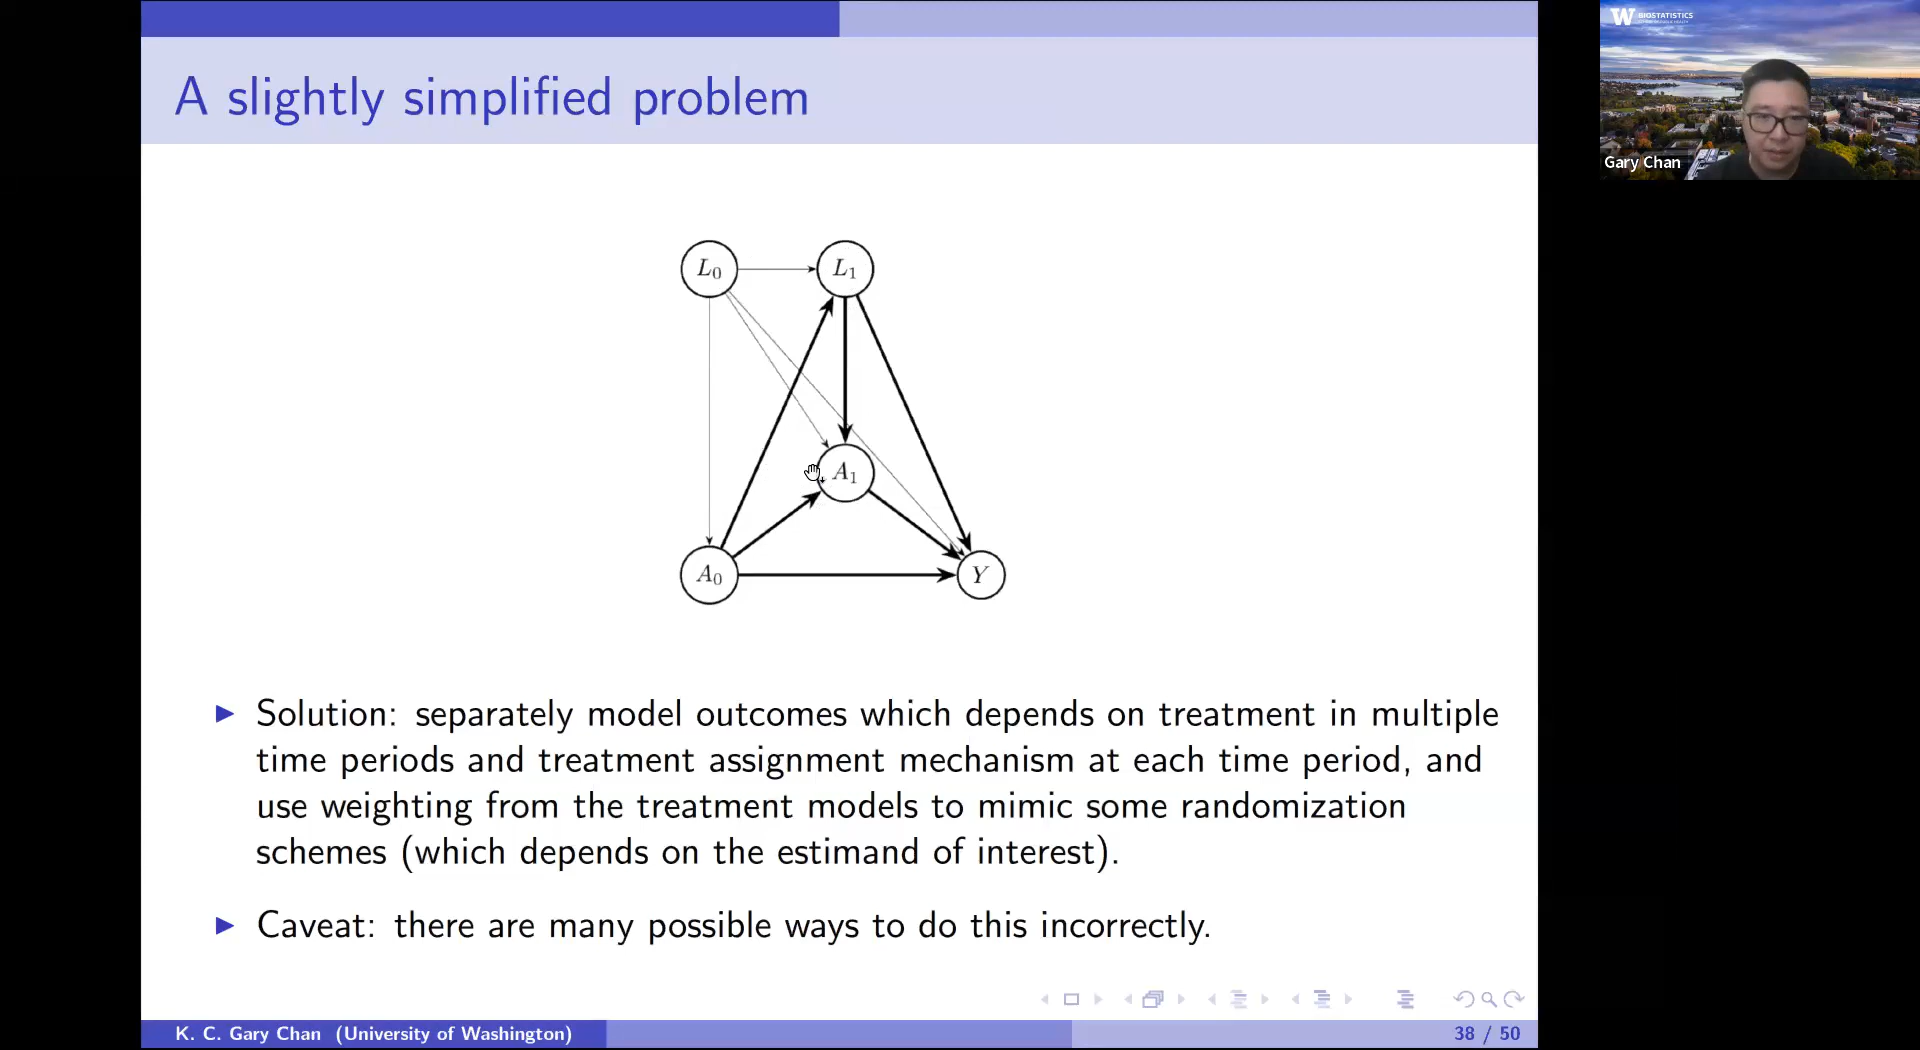 A slightly simplified problem
L0
L1
A1
A0
Y
Solution: separately model outcomes which depends on treatment in multiple
time periods and treatment assignment mechanism at each time period, and
use weighting from the treatment models to mimic some randomization
schemes (which depends on the estimand of interest).
Caveat: there are many possible ways to do this incorrectly.
K. C. Gary Chan (University of Washington)
38 / 50
W BIOSTATISTICS
Gary Chan